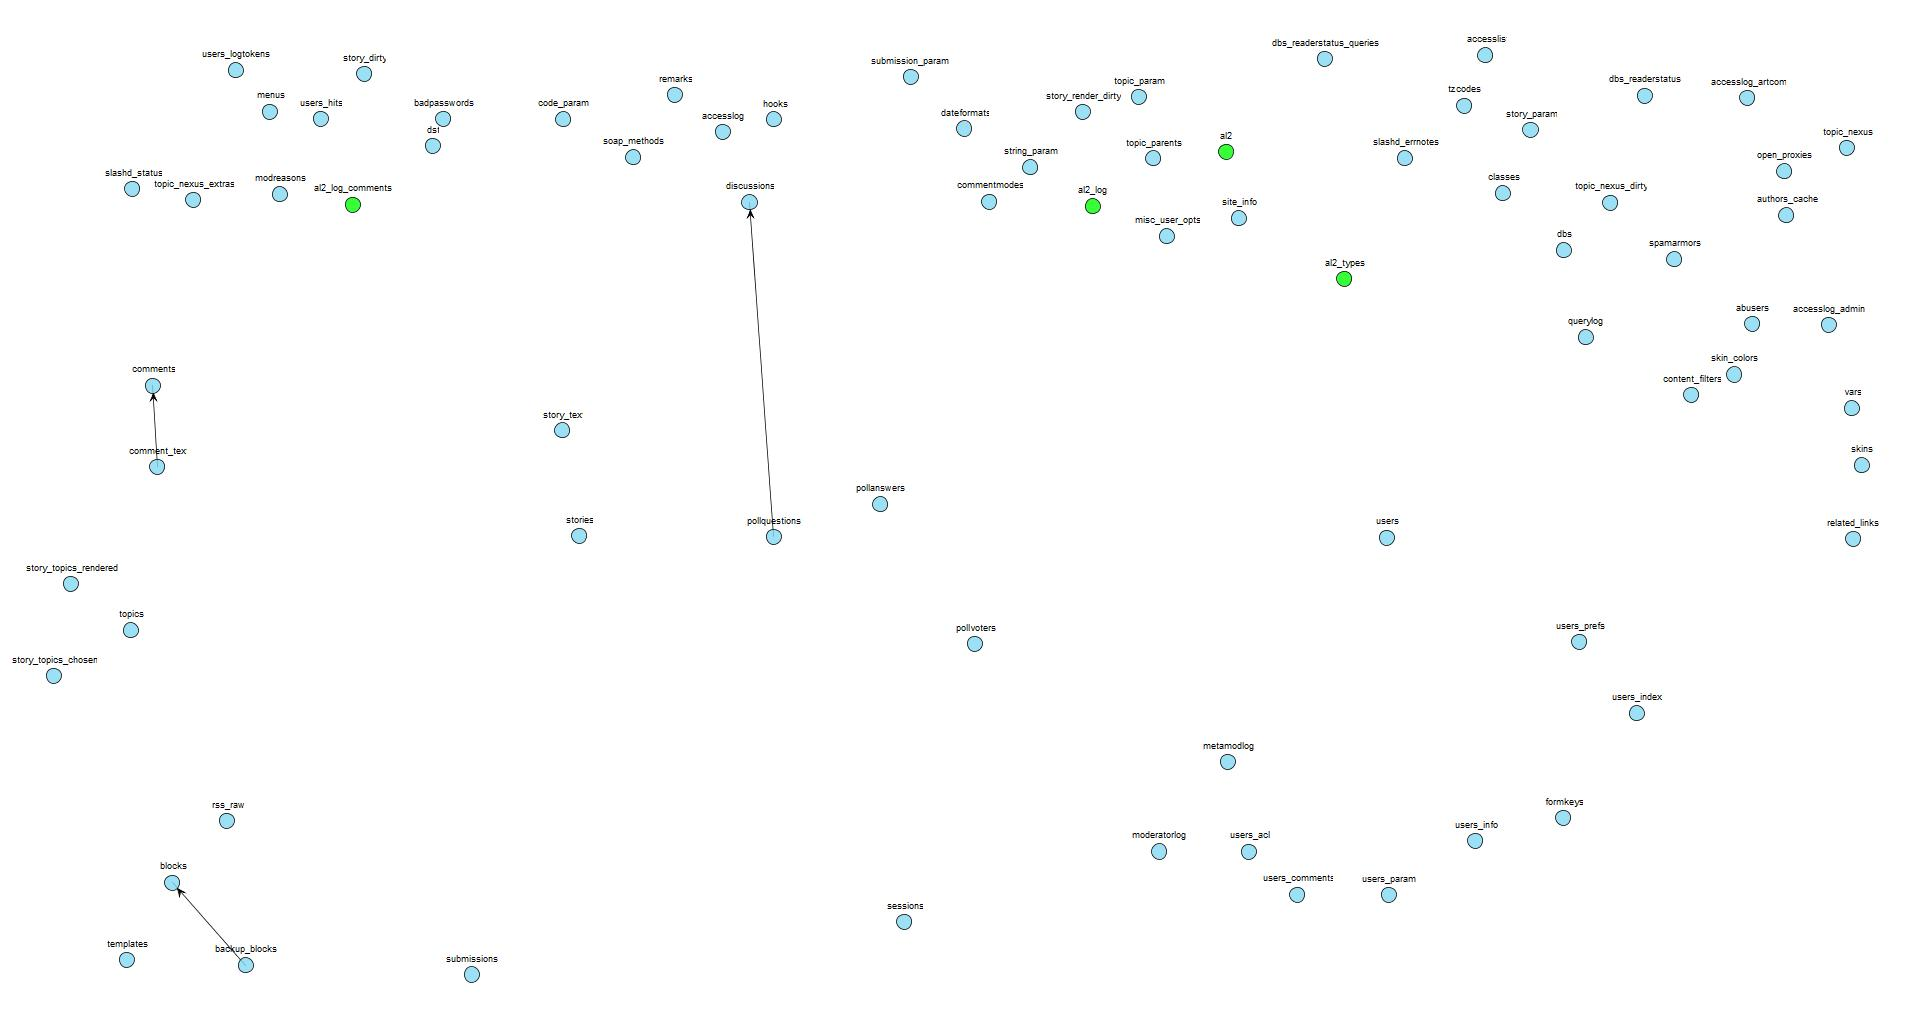 users_logtokens
story_dirty
menus
users_hits
badpasswords
dst
slashd_status
topic_nexus_extras
modreasons
al2_log_comments
code_param
remarks
accesslog
hooks
soap_methods
discussions
submission_param
dateformats
topic_param
story_render_dirty
string_param
topic_parents
al2
commentmodes
al2_log
site_info
misc_user_opts
dbs_readerstatus_queries
accesslis
tzcodes
dbs_readerstatus
accesslog_artcom
story_param
slashd_errnotes
topic_nexus
open_proxies
classes
topic_nexus_dirty
authors_cache
dbs
spamarmors
al2_types
abusers
accesslog_admin
querylog
skin_colors
content_filters
vars
skins
related_links
comments
comment_tex
story_tex
stories
pollanswers
pollquestions
users
story_topics_rendered
topics
story_topics_chosen
pollvoters
users_prefs
users_index
metamodlog
formkeys
users_info
moderatorlog
users_acl
users_comments
users_param
rss_raw
blocks
templates
backup_blocks
submissions
sessions